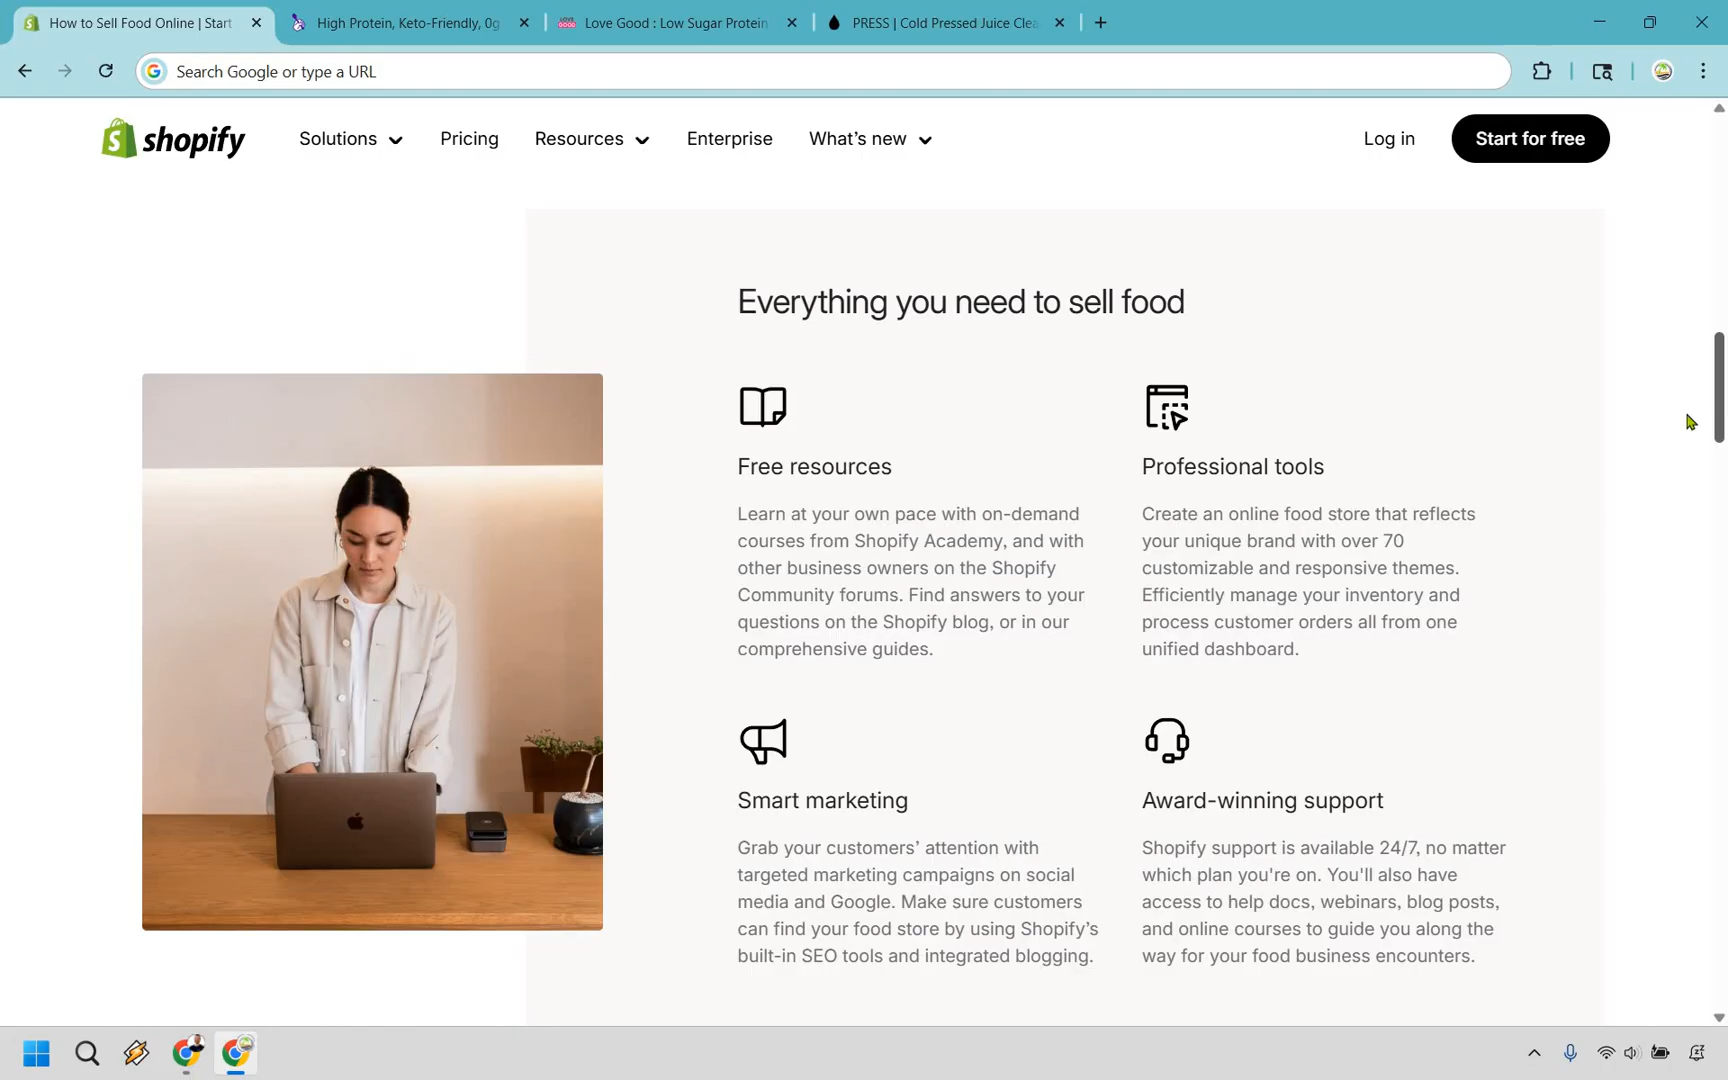 How to Sell Food Online | Start
High Protein, Keto-Friendly, 0g
Love Good : Low Sugar Protein
PRESS | Cold Pressed Juice Clea
Search Google or type a URL
shopify
Solutions
Pricing
Resources
Enterprise
What's new
Log in
Start for free
Everything you need to sell food
Free resources
Learn at your own pace with on-demand
courses from Shopify Academy, and with
other business owners on the Shopify
Community forums. Find answers to your
questions on the Shopify blog, or in our
comprehensive guides.
Professional tools
Create an online food store that reflects
your unique brand with over 70
customizable and responsive themes.
Efficiently manage your inventory and
process customer orders all from one
unified dashboard.
Smart marketing
Grab your customers' attention with
targeted marketing campaigns on social
media and Google. Make sure customers
can find your food store by using Shopify's
built-in SEO tools and integrated blogging.
Award-winning support
Shopify support is available 24/7, no matter
which plan you're on. You'll also have
access to help docs, webinars, blog posts,
and online courses to guide you along the
way for your food business encounters.